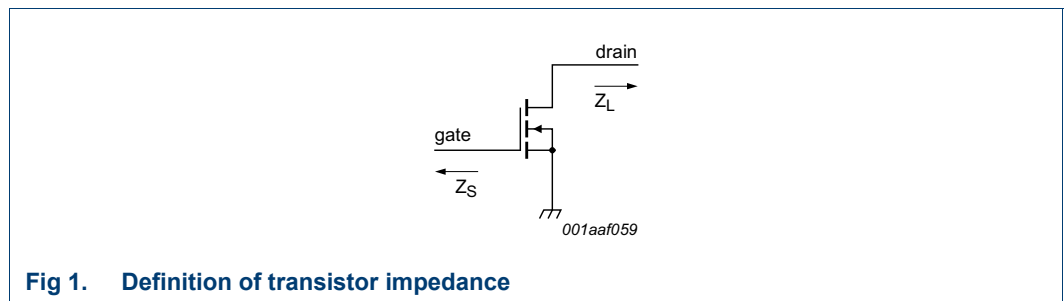 drain
Z_L
gate
Z_S
001aaf059
Fig 1. Definition of transistor impedance